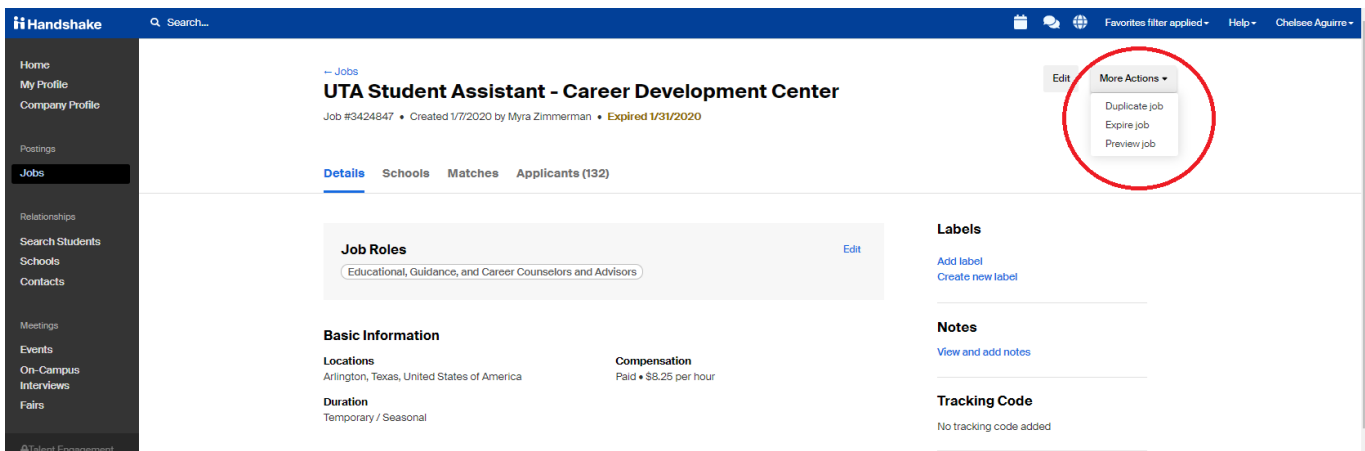 Handshake
Search...
Favorites filter applied
Help
Chelsee Aguirre
Home
My Profile
Company Profile
Postings
Jobs
Relationships
Search Students
Schools
Contacts
Meetings
Events
On-Campus
Interviews
Fairs
Talent Engagement
← Jobs
UTA Student Assistant - Career Development Center
Job #3424847 • Created 1/7/2020 by Myra Zimmerman • Expired 1/31/2020
Edit
More Actions
Duplicate job
Expire job
Preview job
Details Schools Matches Applicants (132)
Job Roles
Edit
Educational, Guidance, and Career Counselors and Advisors
Basic Information
Locations
Arlington, Texas, United States of America
Compensation
Paid • $8.25 per hour
Duration
Temporary / Seasonal
Labels
Add label
Create new label
Notes
View and add notes
Tracking Code
No tracking code added